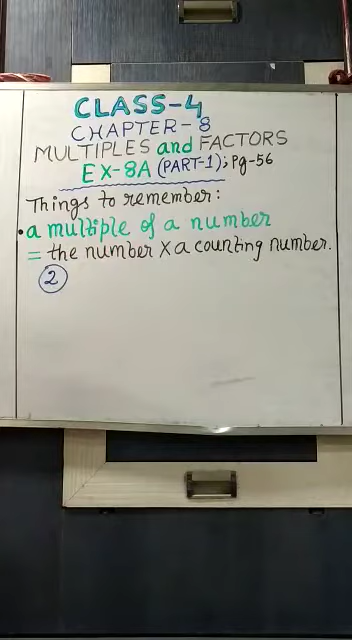 CLASS-4
CHAPTER-8
MULTIPLES and FACTORS
EX-8A (PART-1); Pg-56
Things to remember:
• a multiple of a number
= the number X a counting number.
2